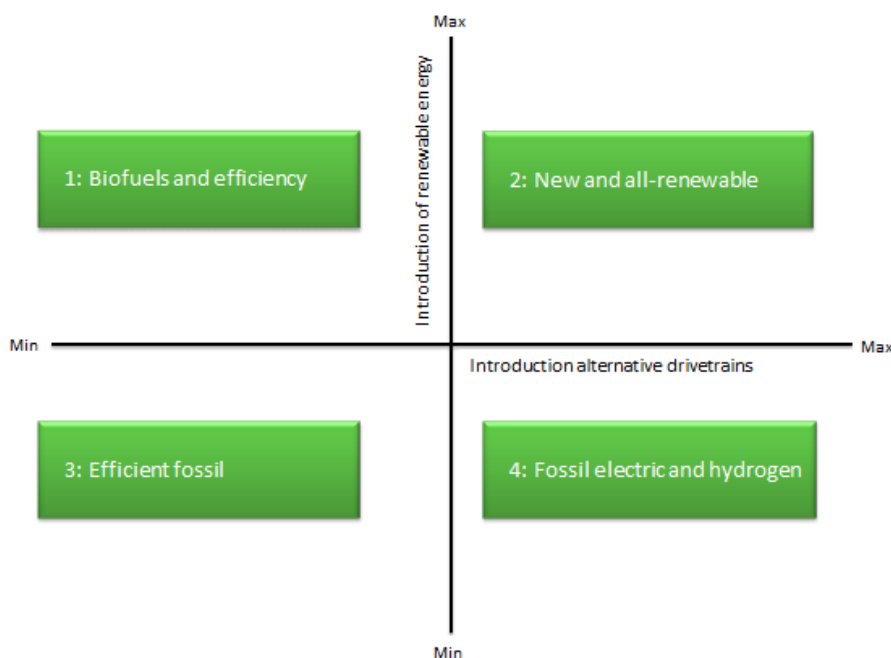 Max
Introduction of renewable energy
1: Biofuels and efficiency
2: New and all-renewable
Min
Max
Introduction alternative drivetrains
3: Efficient fossil
4: Fossil electric and hydrogen
Min